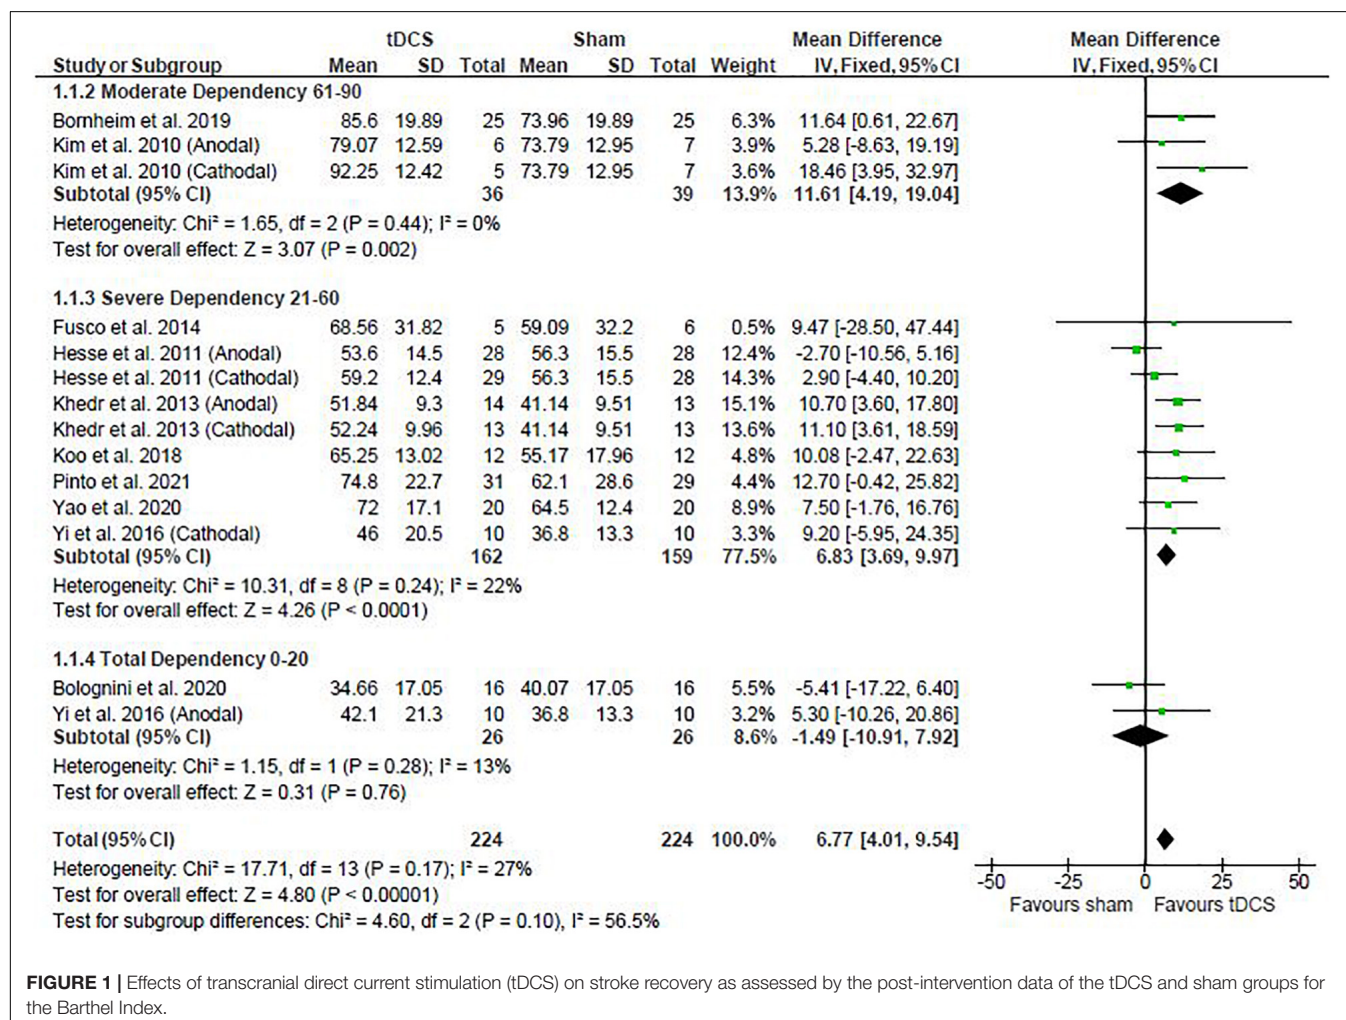 tDCS Sham Mean Difference Mean Difference
Study or Subgroup Mean SD Total Mean SD Total Weight IV, Fixed, 95% CI IV, Fixed, 95% CI
1.1.2 Moderate Dependency 61-90
Bornheim et al. 2019 85.6 19.89 25 73.96 19.89 25 6.3% 11.64 [0.61, 22.67]
Kim et al. 2010 (Anodal) 79.07 12.59 6 73.79 12.95 7 3.9% 5.28 [-8.63, 19.19]
Kim et al. 2010 (Cathodal) 92.25 12.42 5 73.79 12.95 7 3.6% 18.46 [3.95, 32.97]
Subtotal (95% CI) 36 39 13.9% 11.61 [4.19, 19.04]
Heterogeneity: Chi² = 1.65, df = 2 (P = 0.44); I² = 0%
Test for overall effect: Z = 3.07 (P = 0.002)
1.1.3 Severe Dependency 21-60
Fusco et al. 2014 68.56 31.82 5 59.09 32.2 6 0.5% 9.47 [-28.50, 47.44]
Hesse et al. 2011 (Anodal) 53.6 14.5 28 56.3 15.5 28 12.4% -2.70 [-10.56, 5.16]
Hesse et al. 2011 (Cathodal) 59.2 12.4 29 56.3 15.5 28 14.3% 2.90 [-4.40, 10.20]
Khedr et al. 2013 (Anodal) 51.84 9.3 14 41.14 9.51 13 15.1% 10.70 [3.60, 17.80]
Khedr et al. 2013 (Cathodal) 52.24 9.96 13 41.14 9.51 13 13.6% 11.10 [3.61, 18.59]
Koo et al. 2018 65.25 13.02 12 55.17 17.96 12 4.8% 10.08 [-2.47, 22.63]
Pinto et al. 2021 74.8 22.7 31 62.1 28.6 29 4.4% 12.70 [-0.42, 25.82]
Yao et al. 2020 72 17.1 20 64.5 12.4 20 8.9% 7.50 [-1.76, 16.76]
Yi et al. 2016 (Cathodal) 46 20.5 10 36.8 13.3 10 3.3% 9.20 [-5.95, 24.35]
Subtotal (95% CI) 162 159 77.5% 6.83 [3.69, 9.97]
Heterogeneity: Chi² = 10.31, df = 8 (P = 0.24); I² = 22%
Test for overall effect: Z = 4.26 (P < 0.0001)
1.1.4 Total Dependency 0-20
Bolognini et al. 2020 34.66 17.05 16 40.07 17.05 16 5.5% -5.41 [-17.22, 6.40]
Yi et al. 2016 (Anodal) 42.1 21.3 10 36.8 13.3 10 3.2% 5.30 [-10.26, 20.86]
Subtotal (95% CI) 26 26 8.6% -1.49 [-10.91, 7.92]
Heterogeneity: Chi² = 1.15, df = 1 (P = 0.28); I² = 13%
Test for overall effect: Z = 0.31 (P = 0.76)
Total (95% CI) 224 224 100.0% 6.77 [4.01, 9.54]
Heterogeneity: Chi² = 17.71, df = 13 (P = 0.17); I² = 27%
Test for overall effect: Z = 4.80 (P < 0.00001)
Test for subgroup differences: Chi² = 4.60, df = 2 (P = 0.10), I² = 56.5%
-50 -25 0 25 50
Favours sham Favours tDCS
FIGURE 1 | Effects of transcranial direct current stimulation (tDCS) on stroke recovery as assessed by the post-intervention data of the tDCS and sham groups for
the Barthel Index.